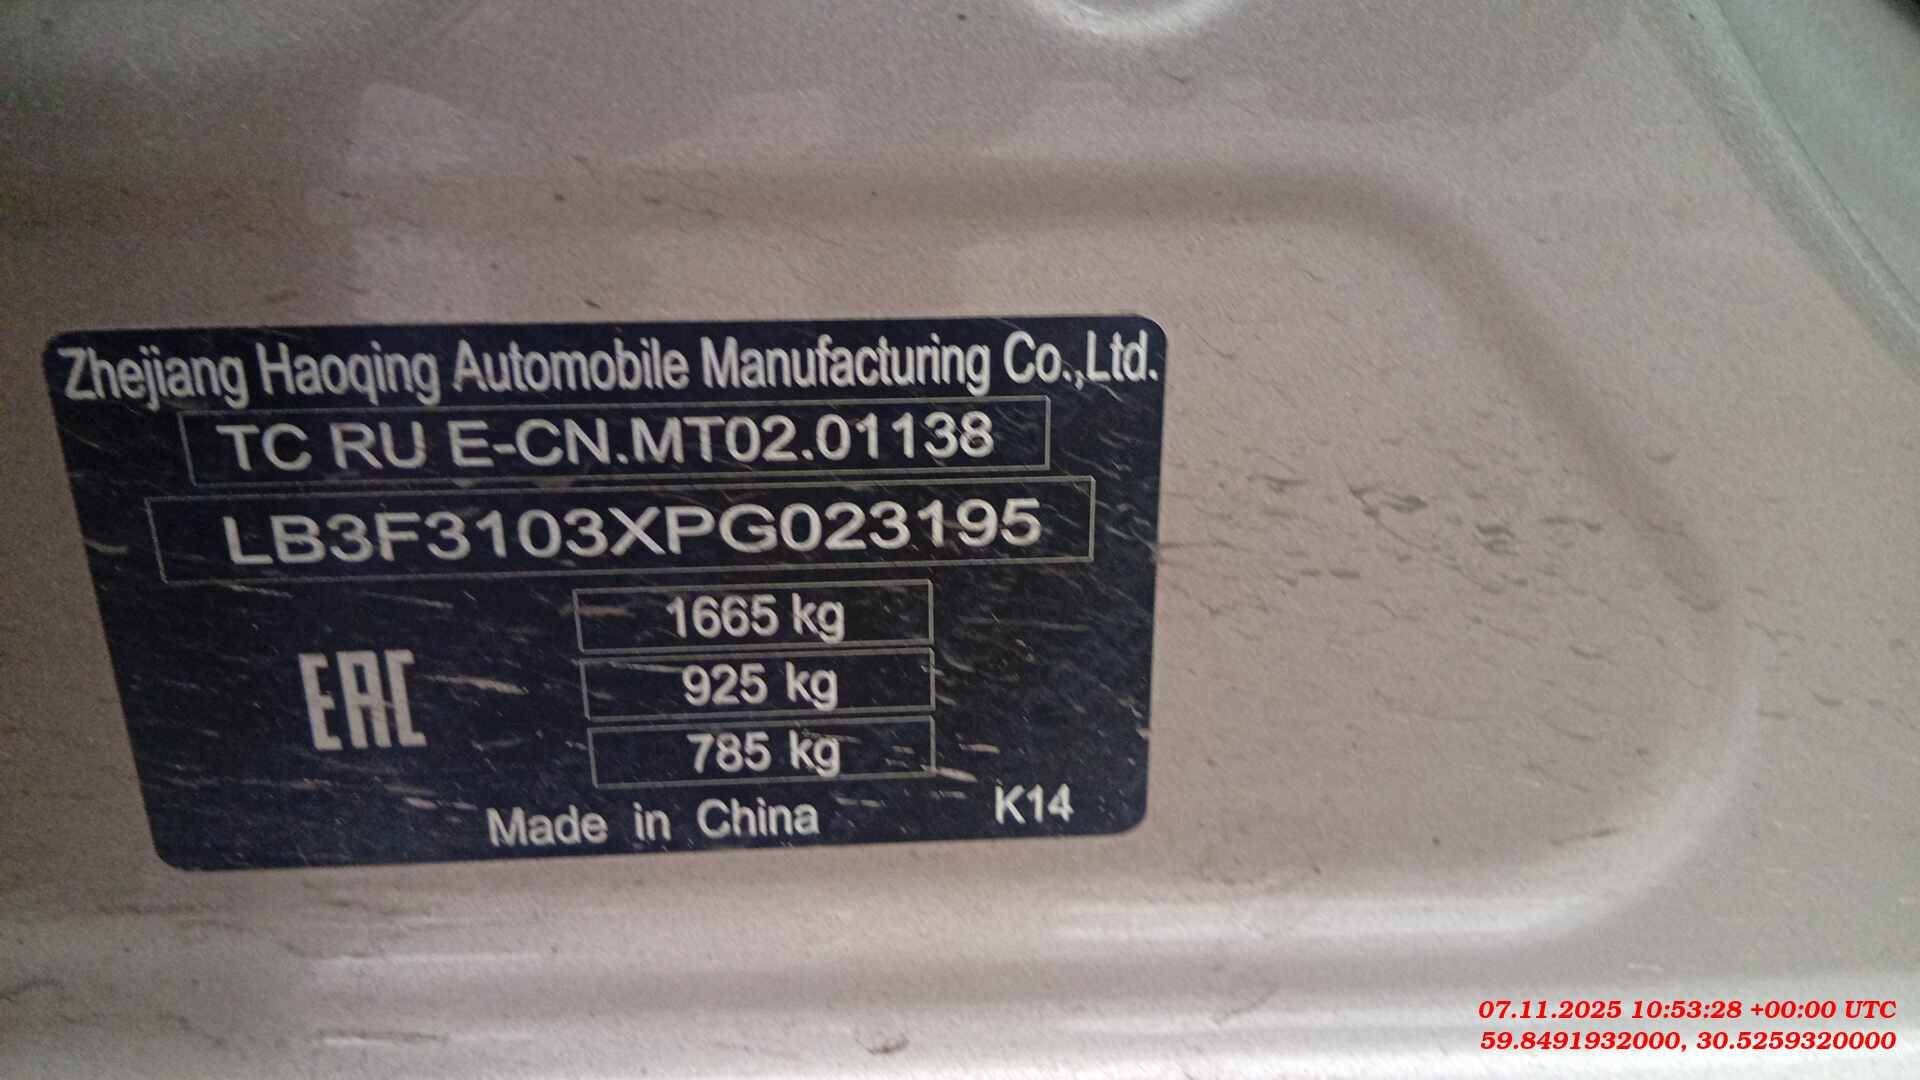 Zhejiang Haoqing Automobile Manufacturing Co.,Ltd.
TC RU E-CN.MT02.01138
LB3F3103XPG023195
1665 kg
925 kg
EAC
785 kg
Made in China
K14
07.11.2025 10:53:28 +00:00 UTC
59.8491932000, 30.5259320000